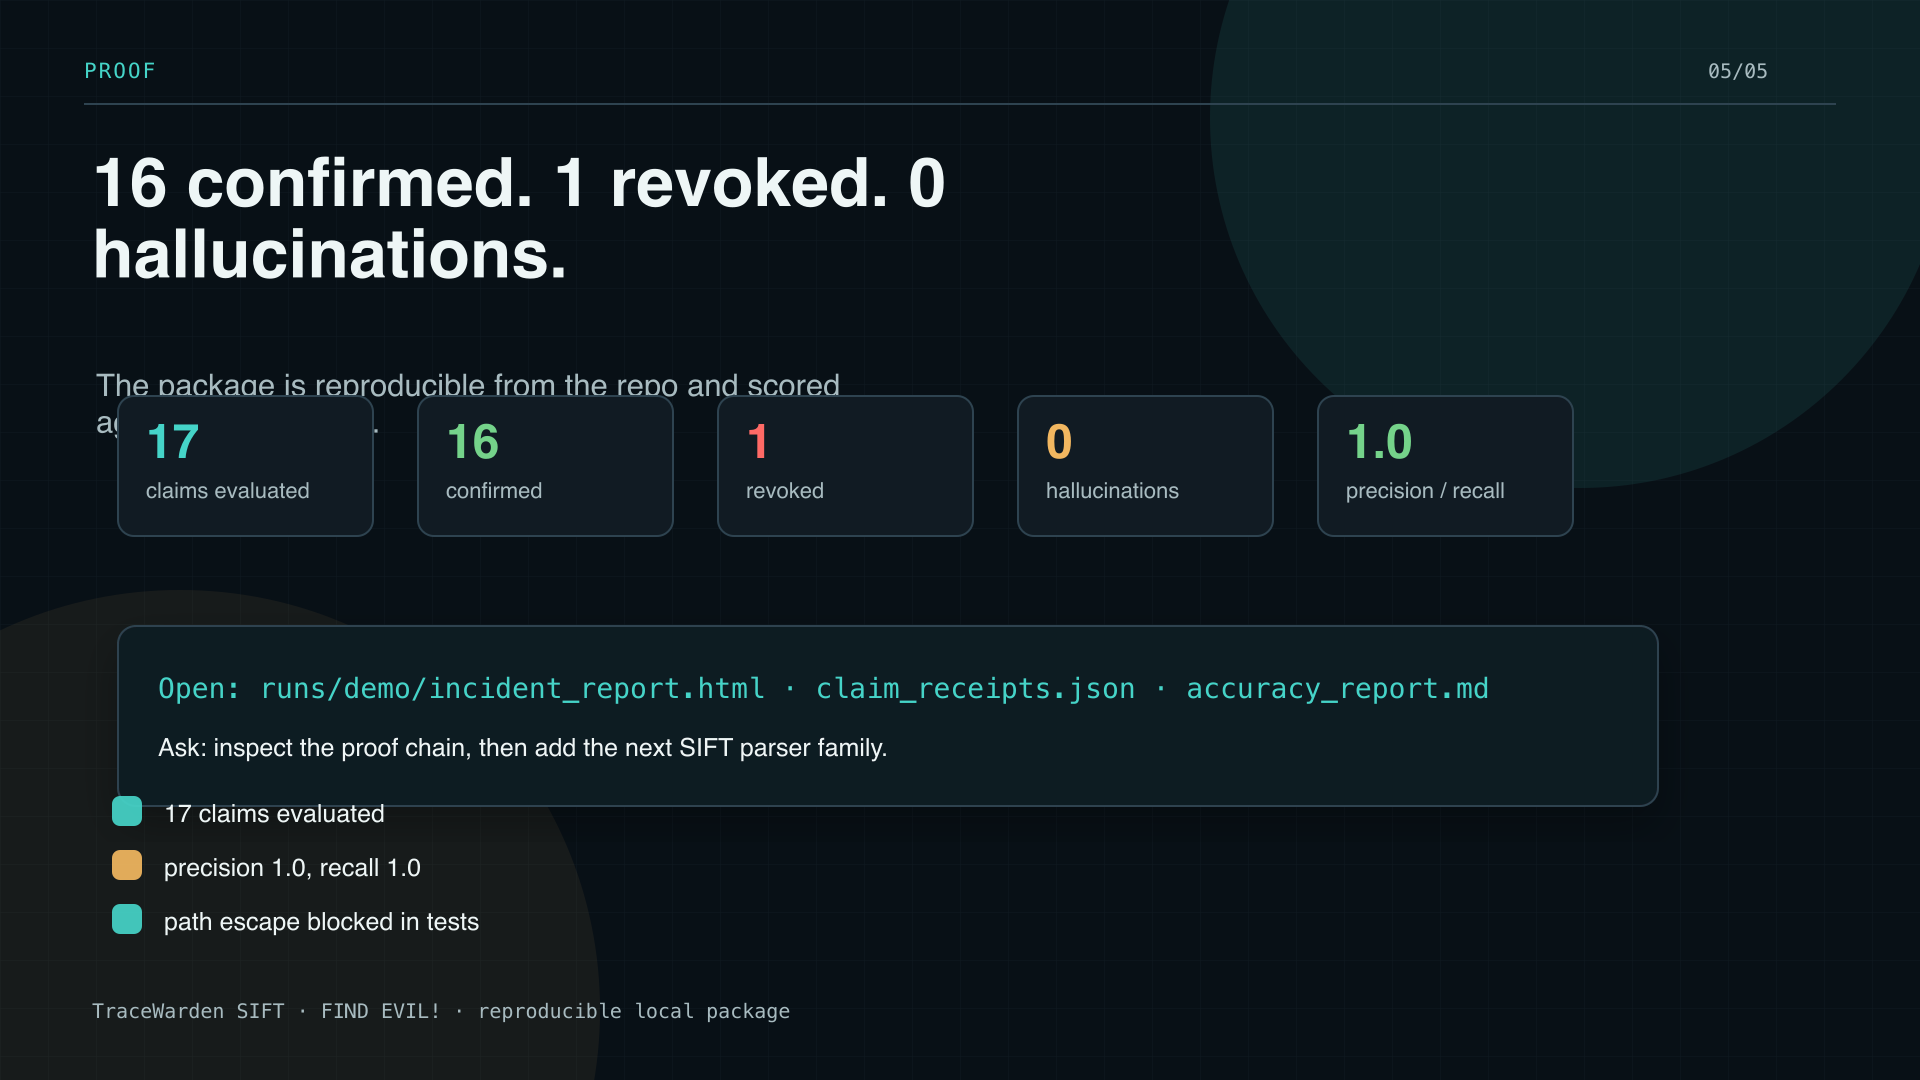 PROOF
05/05
16 confirmed. 1 revoked. 0
hallucinations.
The package is reproducible from the repo and scored
17
claims evaluated
16
confirmed
1
revoked
0
hallucinations
1.0
precision / recall
Open: runs/demo/incident_report.html · claim_receipts.json · accuracy_report.md
Ask: inspect the proof chain, then add the next SIFT parser family.
17 claims evaluated
precision 1.0, recall 1.0
path escape blocked in tests
TraceWarden SIFT · FIND EVIL! · reproducible local package